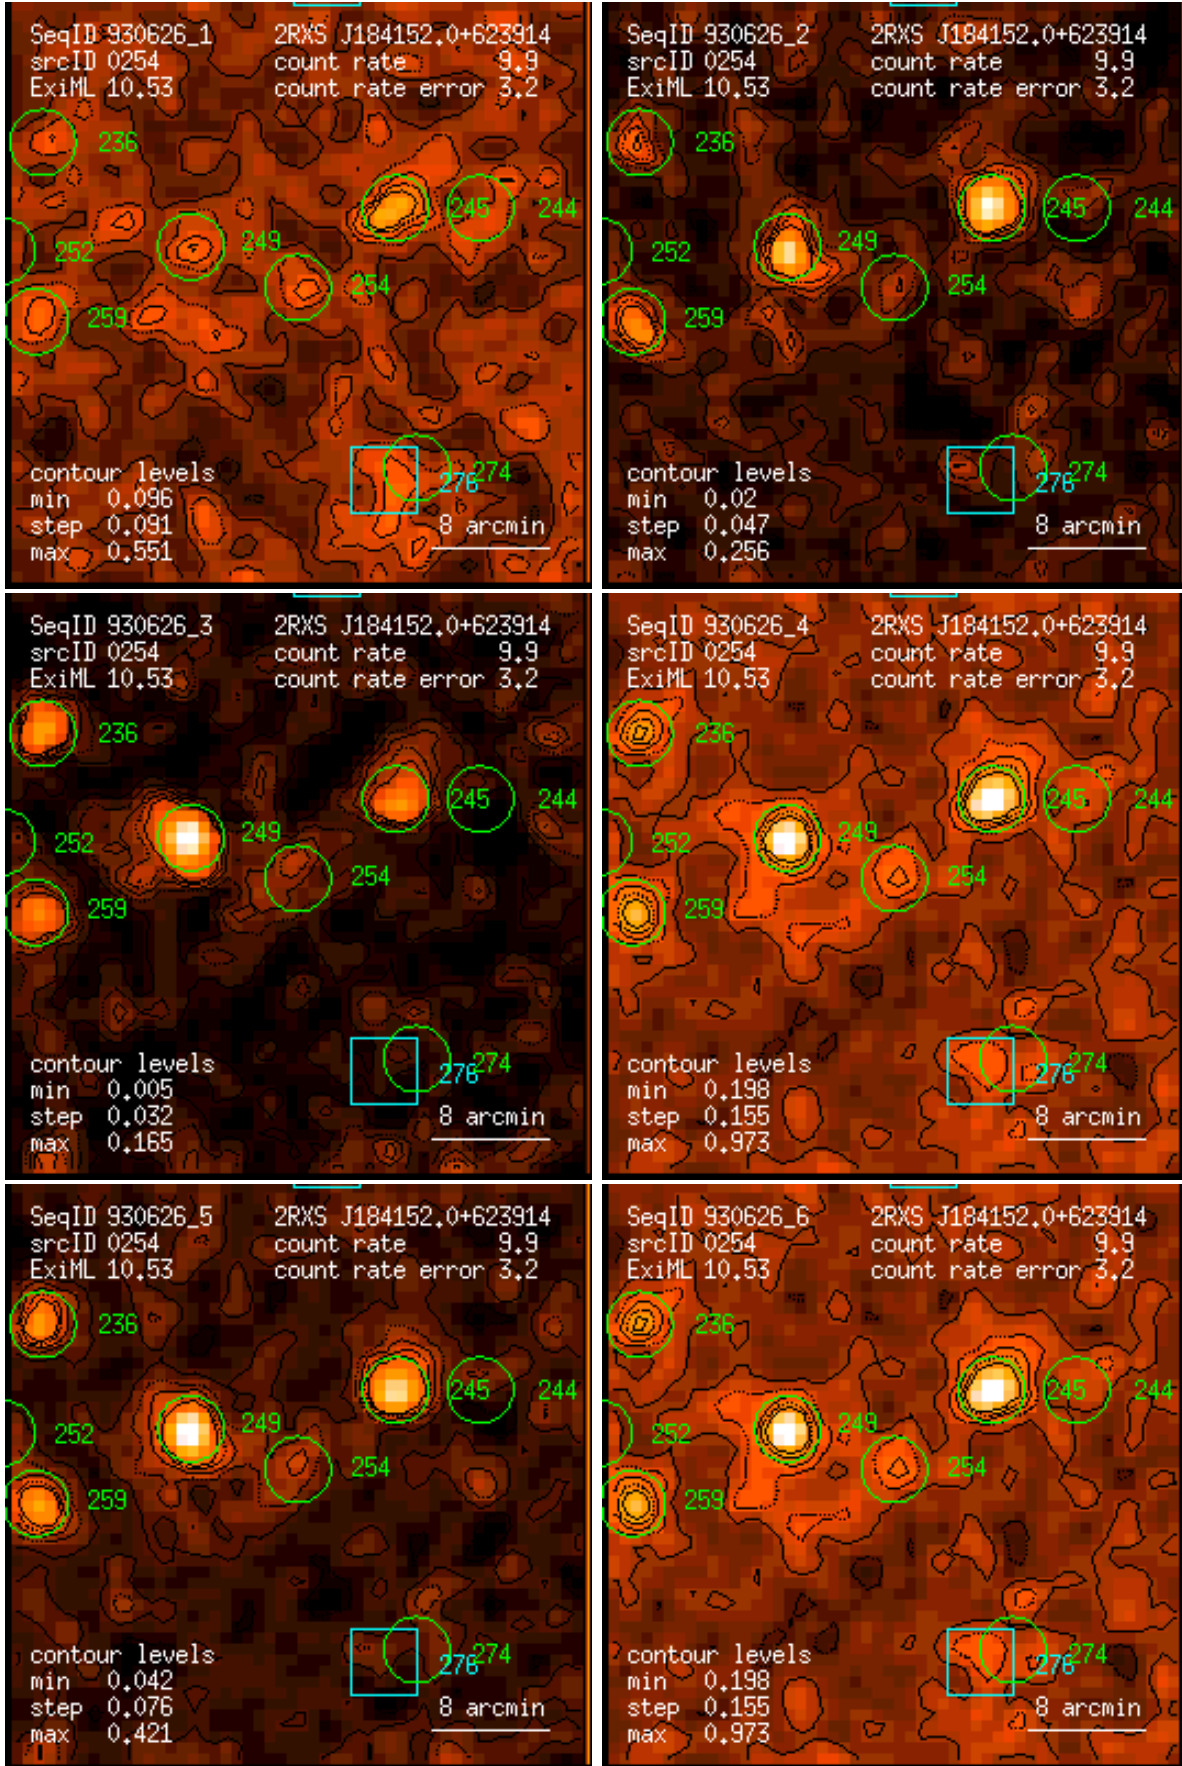 SeqID 930626_1 2RXS J184152.0+623914
srcID 0254 count rate 9.9
ExiML 10.53 count rate error 3.2
236
245 244
249
252
254
259
contour levels
274
276
min 0.096
step 0.091 8 arcmin
max 0.551
SeqID 930626_2 2RXS J184152.0+623914
srcID 0254 count rate 9.9
ExiML 10.53 count rate error 3.2
236
245 244
249
252
254
259
contour levels
274
276
min 0.02
step 0.047 8 arcmin
max 0.256
SeqID 930626_3 2RXS J184152.0+623914
srcID 0254 count rate 9.9
ExiML 10.53 count rate error 3.2
236
245 244
249
252
254
259
contour levels
274
276
min 0.005
step 0.032 8 arcmin
max 0.165
SeqID 930626_4 2RXS J184152.0+623914
srcID 0254 count rate 9.9
ExiML 10.53 count rate error 3.2
236
245 244
249
252
254
259
contour levels
274
276
min 0.198
step 0.155 8 arcmin
max 0.973
SeqID 930626_5 2RXS J184152.0+623914
srcID 0254 count rate 9.9
ExiML 10.53 count rate error 3.2
236
245 244
249
252
254
259
contour levels
274
276
min 0.042
step 0.076 8 arcmin
max 0.421
SeqID 930626_6 2RXS J184152.0+623914
srcID 0254 count rate 9.9
ExiML 10.53 count rate error 3.2
236
245 244
249
252
254
259
contour levels
274
276
min 0.198
step 0.155 8 arcmin
max 0.973